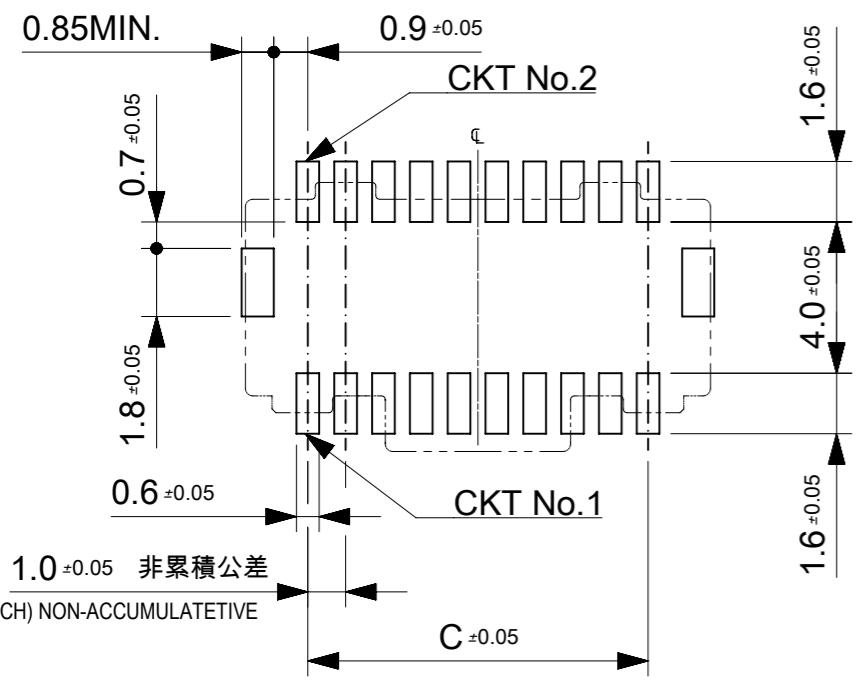 0.85MIN.
0.9 ±0.05
CKT No.2
1.6 ±0.05
0.7 ±0.05
℄
4.0 ±0.05
1.8 ±0.05
0.6 ±0.05
CKT No.1
1.6 ±0.05
1.0 ±0.05 非累積公差
CH) NON-ACCUMULATETIVE
C ±0.05